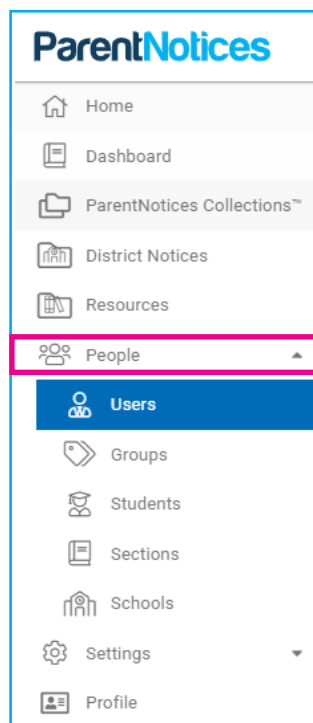 ParentNotices
Home
Dashboard
ParentNotices Collections™
District Notices
Resources
People
Users
Groups
Students
Sections
Schools
Settings
Profile